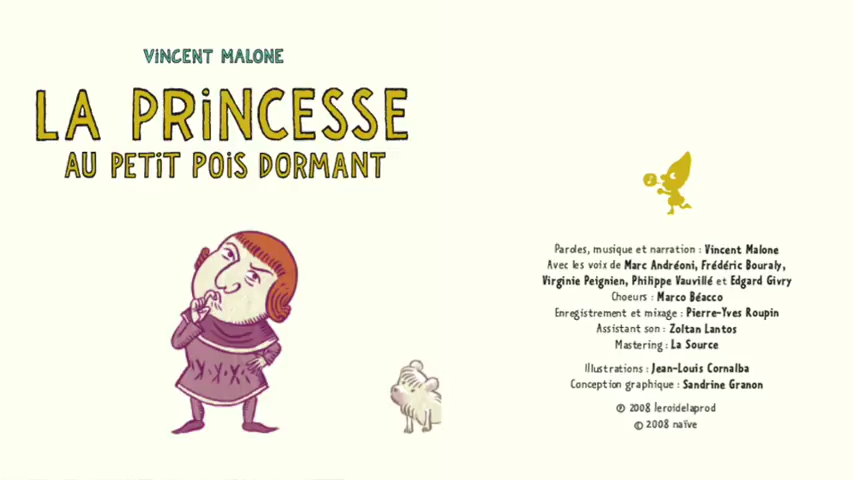 VINCENT MALONE
LA PRINCESSE
AU PETIT POIS DORMANT
Paroles, musique et narration : Vincent Malone
Avec les voix de Marc Andréoni, Frédéric Bouraly,
Virginie Peignien, Philippe Vauvillé et Edgard Givry
Choeurs : Marco Béacco
Enregistrement et mixage : Pierre-Yves Roupin
Assistant son : Zoltan Lantos
Mastering : La Source
Illustrations : Jean-Louis Cornalba
Conception graphique : Sandrine Granon
℗ 2008 leroidelaprod
© 2008 naïve